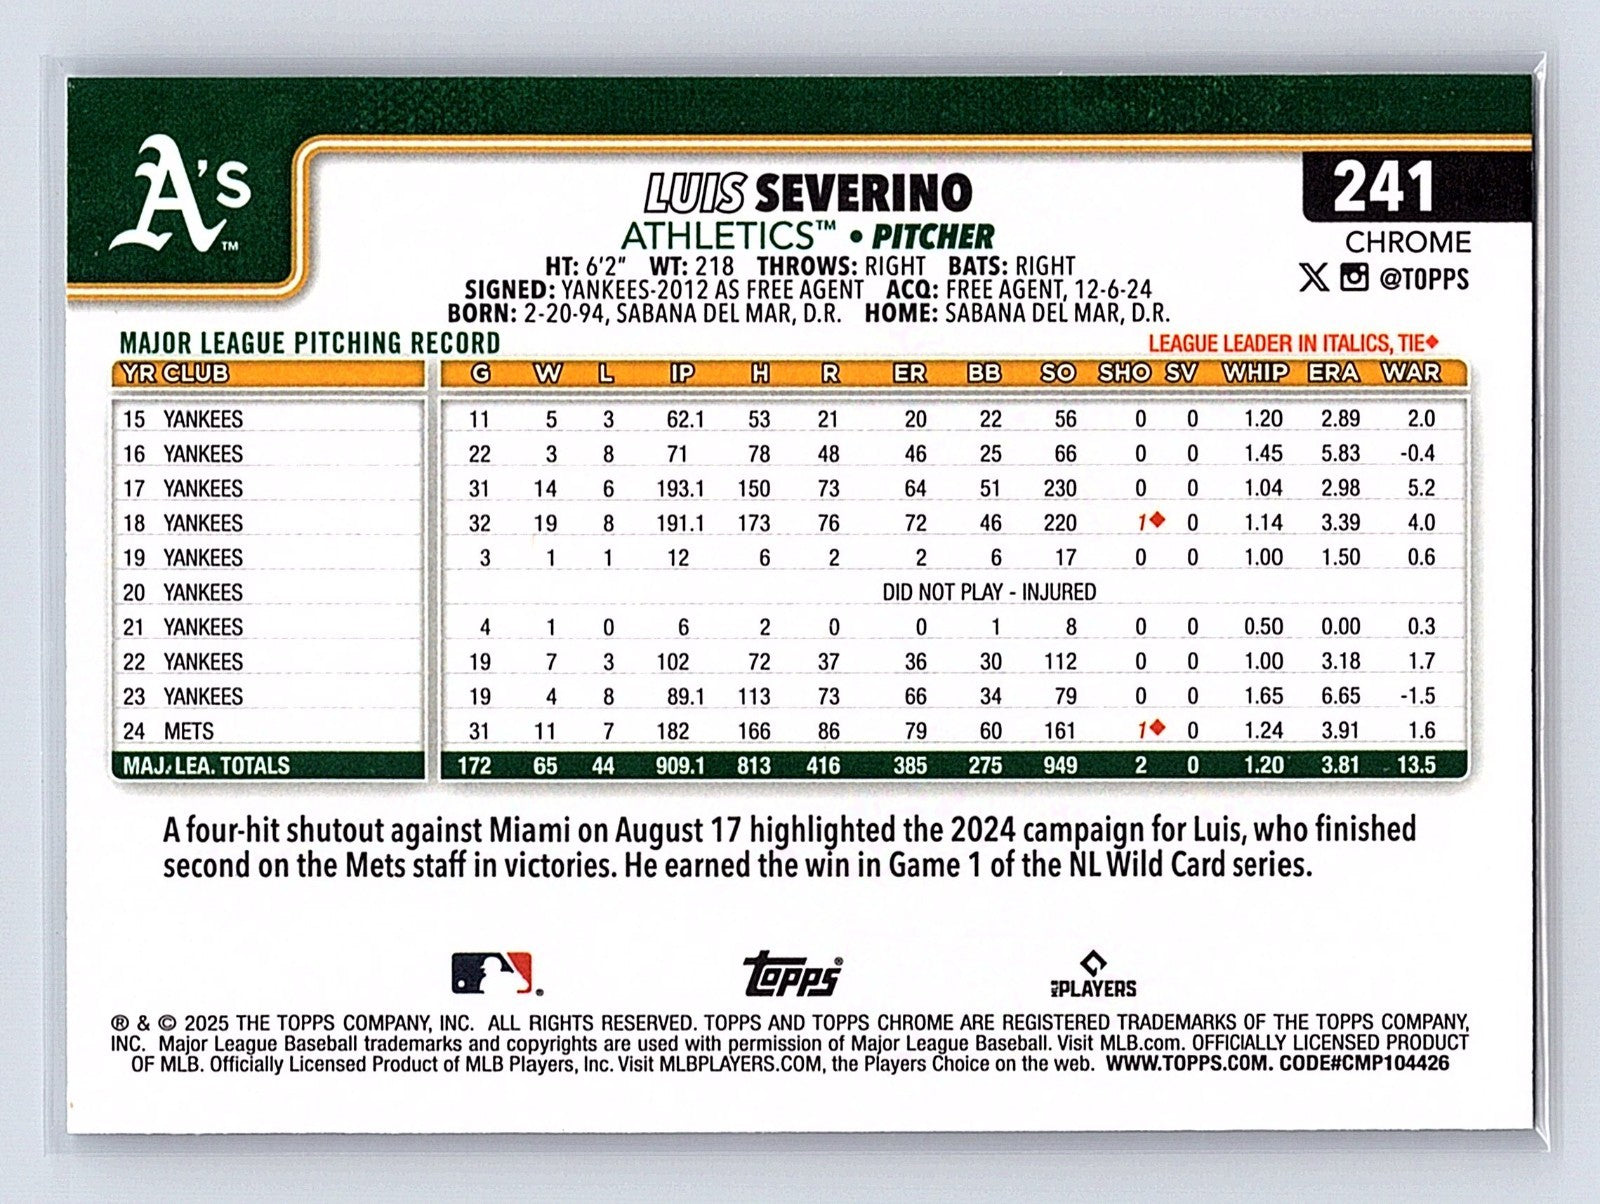 A's™
LUIS SEVERINO
241
ATHLETICS™ • PITCHER
CHROME
HT: 6'2" WT: 218 THROWS: RIGHT BATS: RIGHT
@TOPPS
SIGNED: YANKEES-2012 AS FREE AGENT ACQ: FREE AGENT, 12-6-24
BORN: 2-20-94, SABANA DEL MAR, D.R. HOME: SABANA DEL MAR, D.R.
MAJOR LEAGUE PITCHING RECORD LEAGUE LEADER IN ITALICS, TIE♦
YR CLUB G W L IP H R ER BB SO SHO SV WHIP ERA WAR
15 YANKEES 11 5 3 62.1 53 21 20 22 56 0 0 1.20 2.89 2.0
16 YANKEES 22 3 8 71 78 48 46 25 66 0 0 1.45 5.83 -0.4
17 YANKEES 31 14 6 193.1 150 73 64 51 230 0 0 1.04 2.98 5.2
18 YANKEES 32 19 8 191.1 173 76 72 46 220 1♦ 0 1.14 3.39 4.0
19 YANKEES 3 1 1 12 6 2 2 6 17 0 0 1.00 1.50 0.6
20 YANKEES DID NOT PLAY - INJURED
21 YANKEES 4 1 0 6 2 0 0 1 8 0 0 0.50 0.00 0.3
22 YANKEES 19 7 3 102 72 37 36 30 112 0 0 1.00 3.18 1.7
23 YANKEES 19 4 8 89.1 113 73 66 34 79 0 0 1.65 6.65 -1.5
24 METS 31 11 7 182 166 86 79 60 161 1♦ 0 1.24 3.91 1.6
MAJ. LEA. TOTALS 172 65 44 909.1 813 416 385 275 949 2 0 1.20 3.81 13.5
A four-hit shutout against Miami on August 17 highlighted the 2024 campaign for Luis, who finished
second on the Mets staff in victories. He earned the win in Game 1 of the NL Wild Card series.
Topps® MLB PLAYERS
® & © 2025 THE TOPPS COMPANY, INC. ALL RIGHTS RESERVED. TOPPS AND TOPPS CHROME ARE REGISTERED TRADEMARKS OF THE TOPPS COMPANY,
INC. Major League Baseball trademarks and copyrights are used with permission of Major League Baseball. Visit MLB.com. OFFICIALLY LICENSED PRODUCT
OF MLB. Officially Licensed Product of MLB Players, Inc. Visit MLBPLAYERS.COM, the Players Choice on the web. WWW.TOPPS.COM. CODE#CMP104426